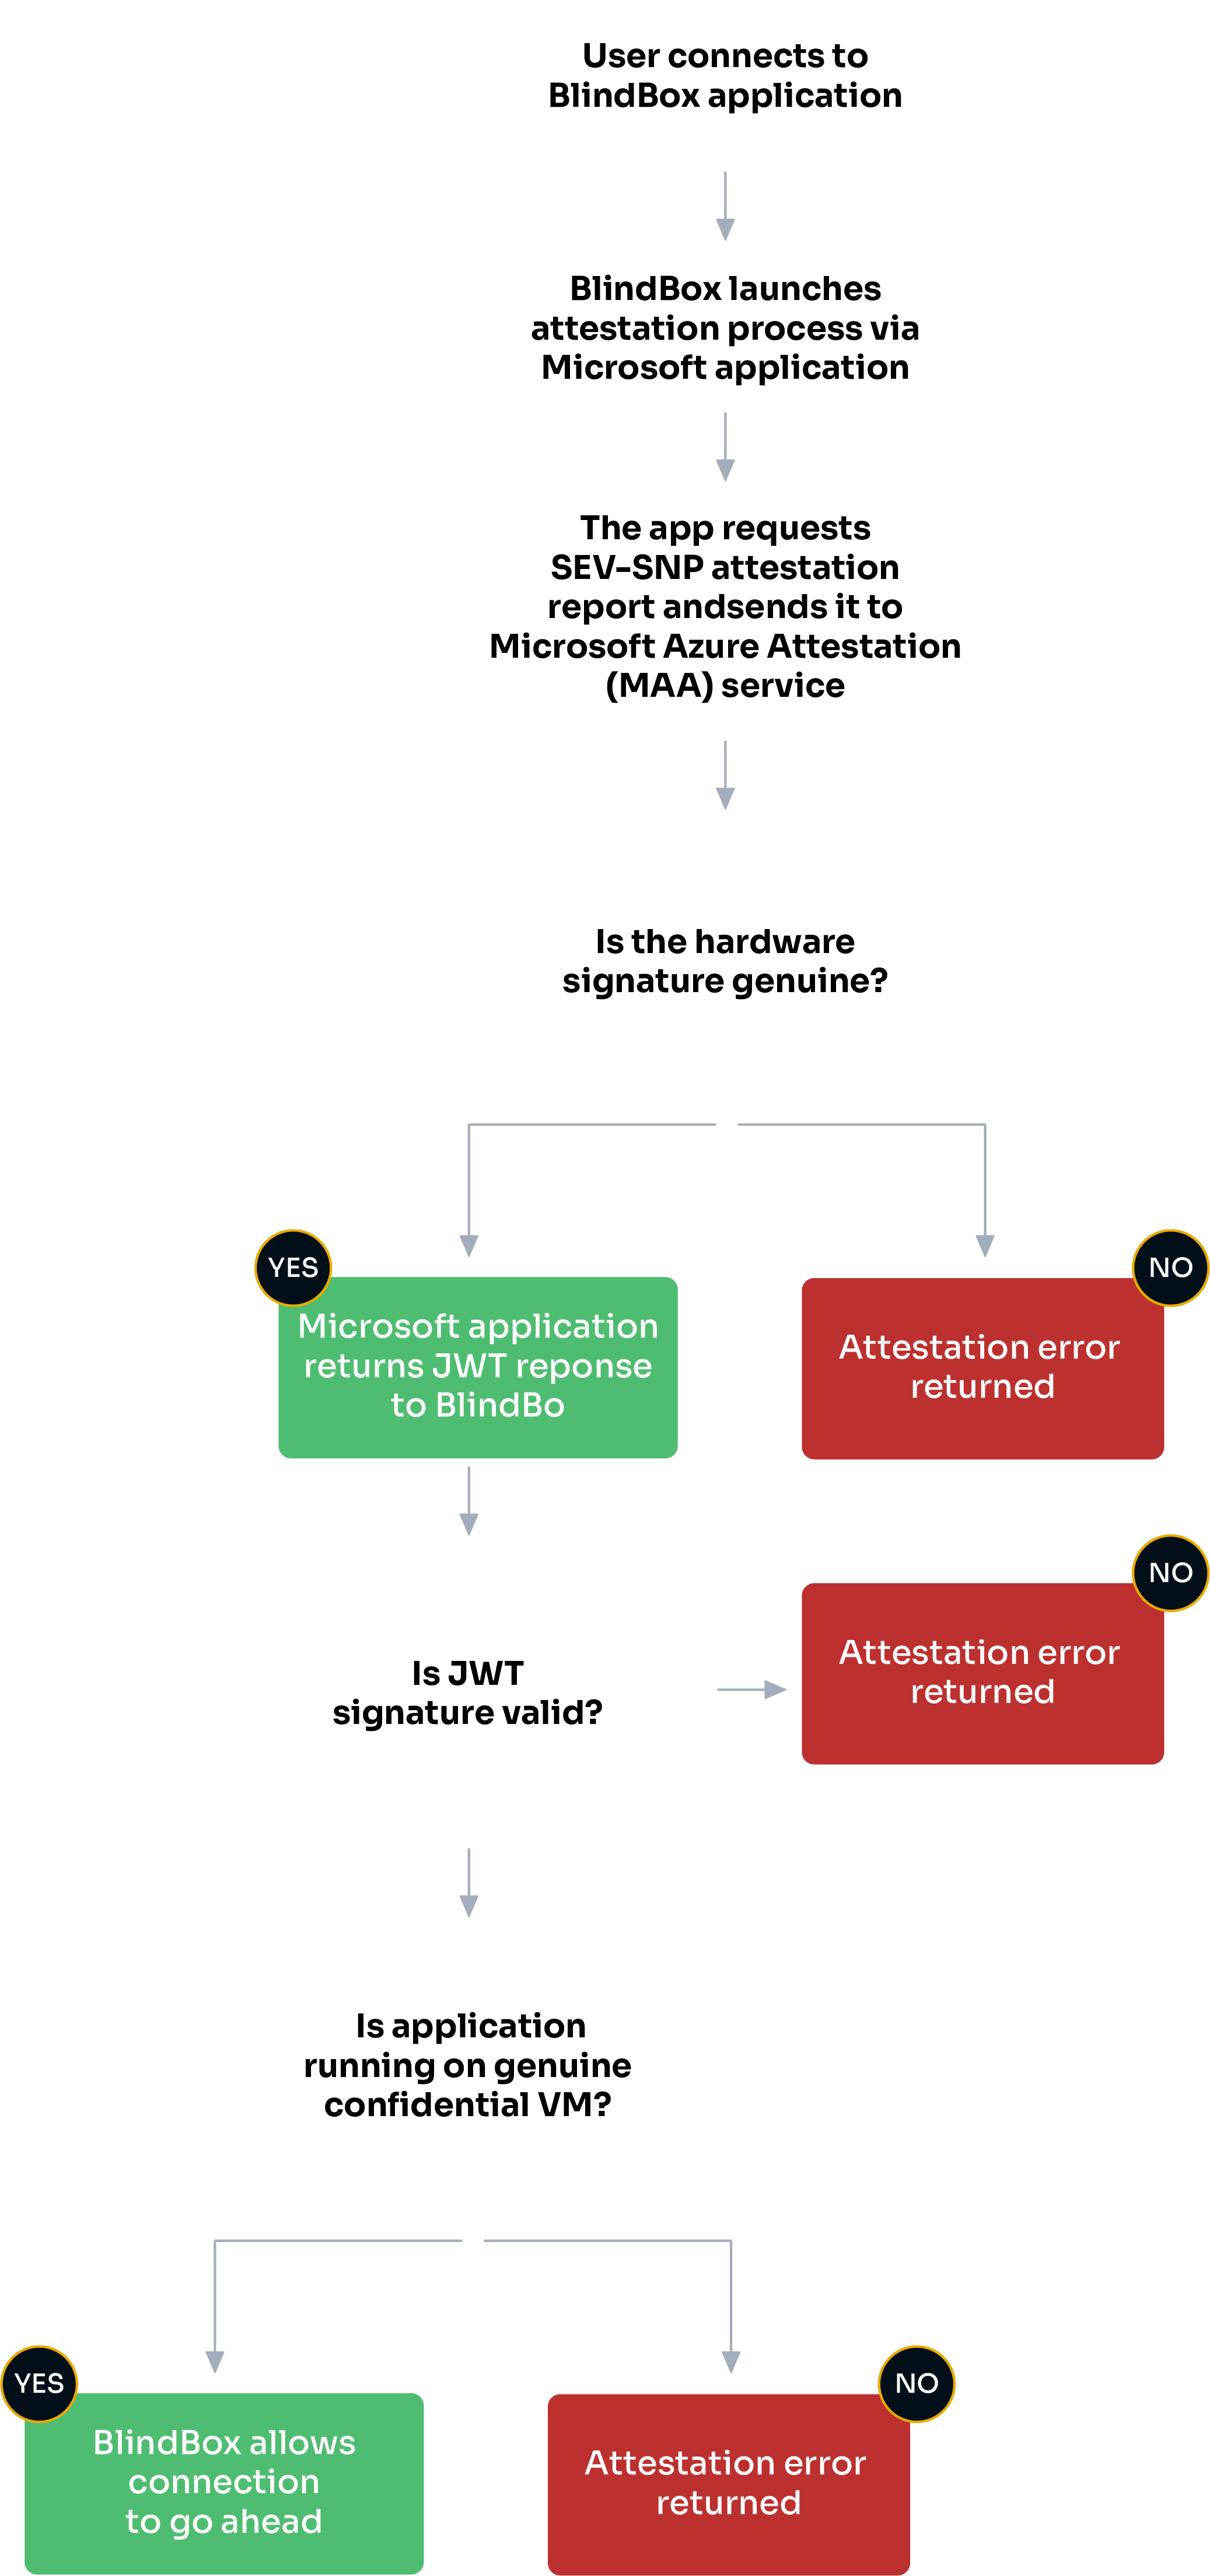 User connects to
BlindBox application
BlindBox launches
attestation process via
Microsoft application
The app requests
SEV-SNP attestation
report andsends it to
Microsoft Azure Attestation
(MAA) service
Is the hardware
signature genuine?
YES
Microsoft application
returns JWT reponse
to BlindBo
NO
Attestation error
returned
Is JWT
signature valid?
NO
Attestation error
returned
Is application
running on genuine
confidential VM?
YES
BlindBox allows
connection
to go ahead
NO
Attestation error
returned